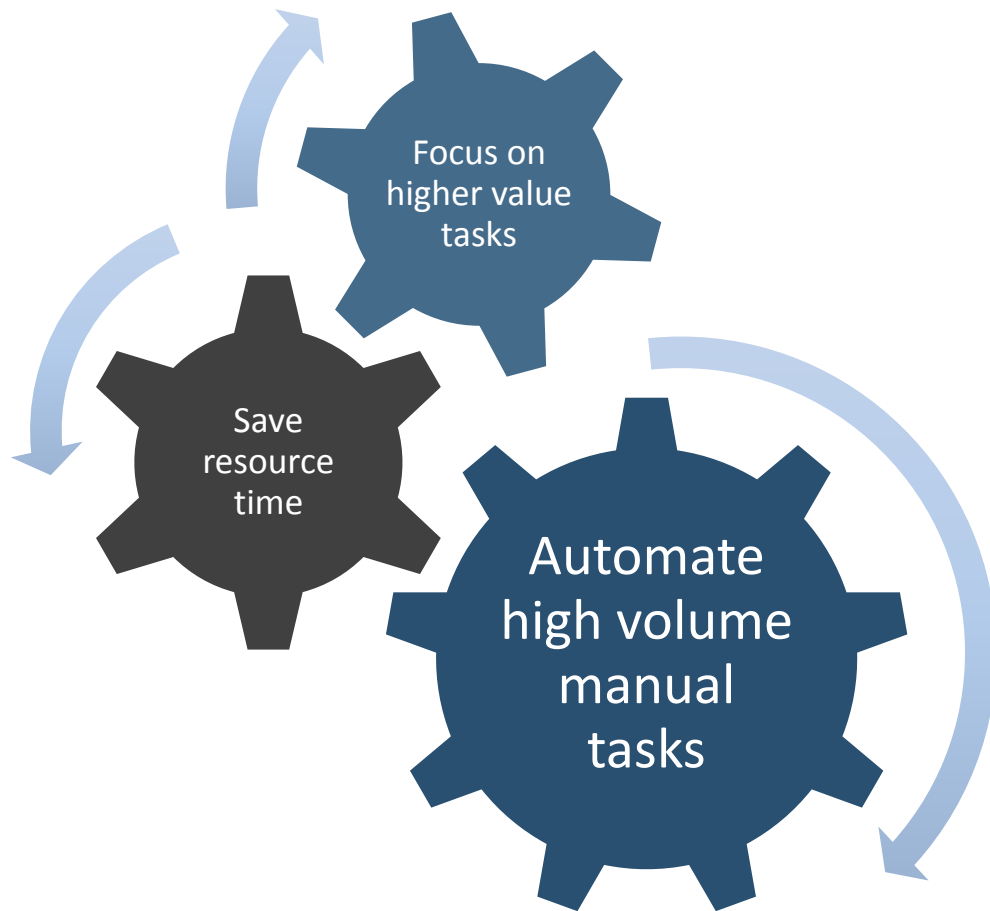 Focus on
higher value
tasks
Save
resource
time
Automate
high volume
manual
tasks